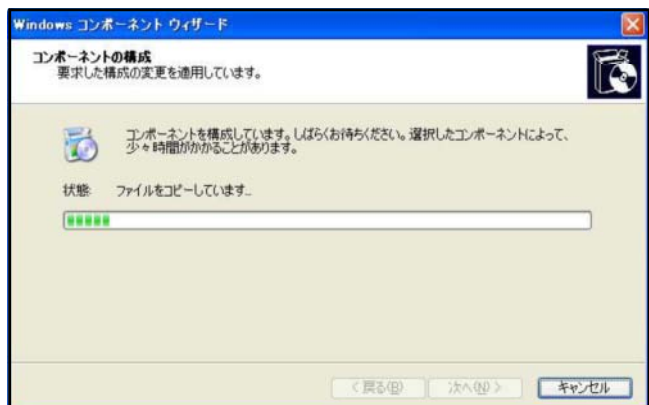 Windows コンポーネント ウィザード
コンポーネントの構成
要求した構成の変更を適用しています。
コンポーネントを構成しています。しばらくお待ちください。選択したコンポーネントによって、
少々時間がかかることがあります。
状態: ファイルをコピーしています...
< 戻る(B) 次へ(N) > キャンセル